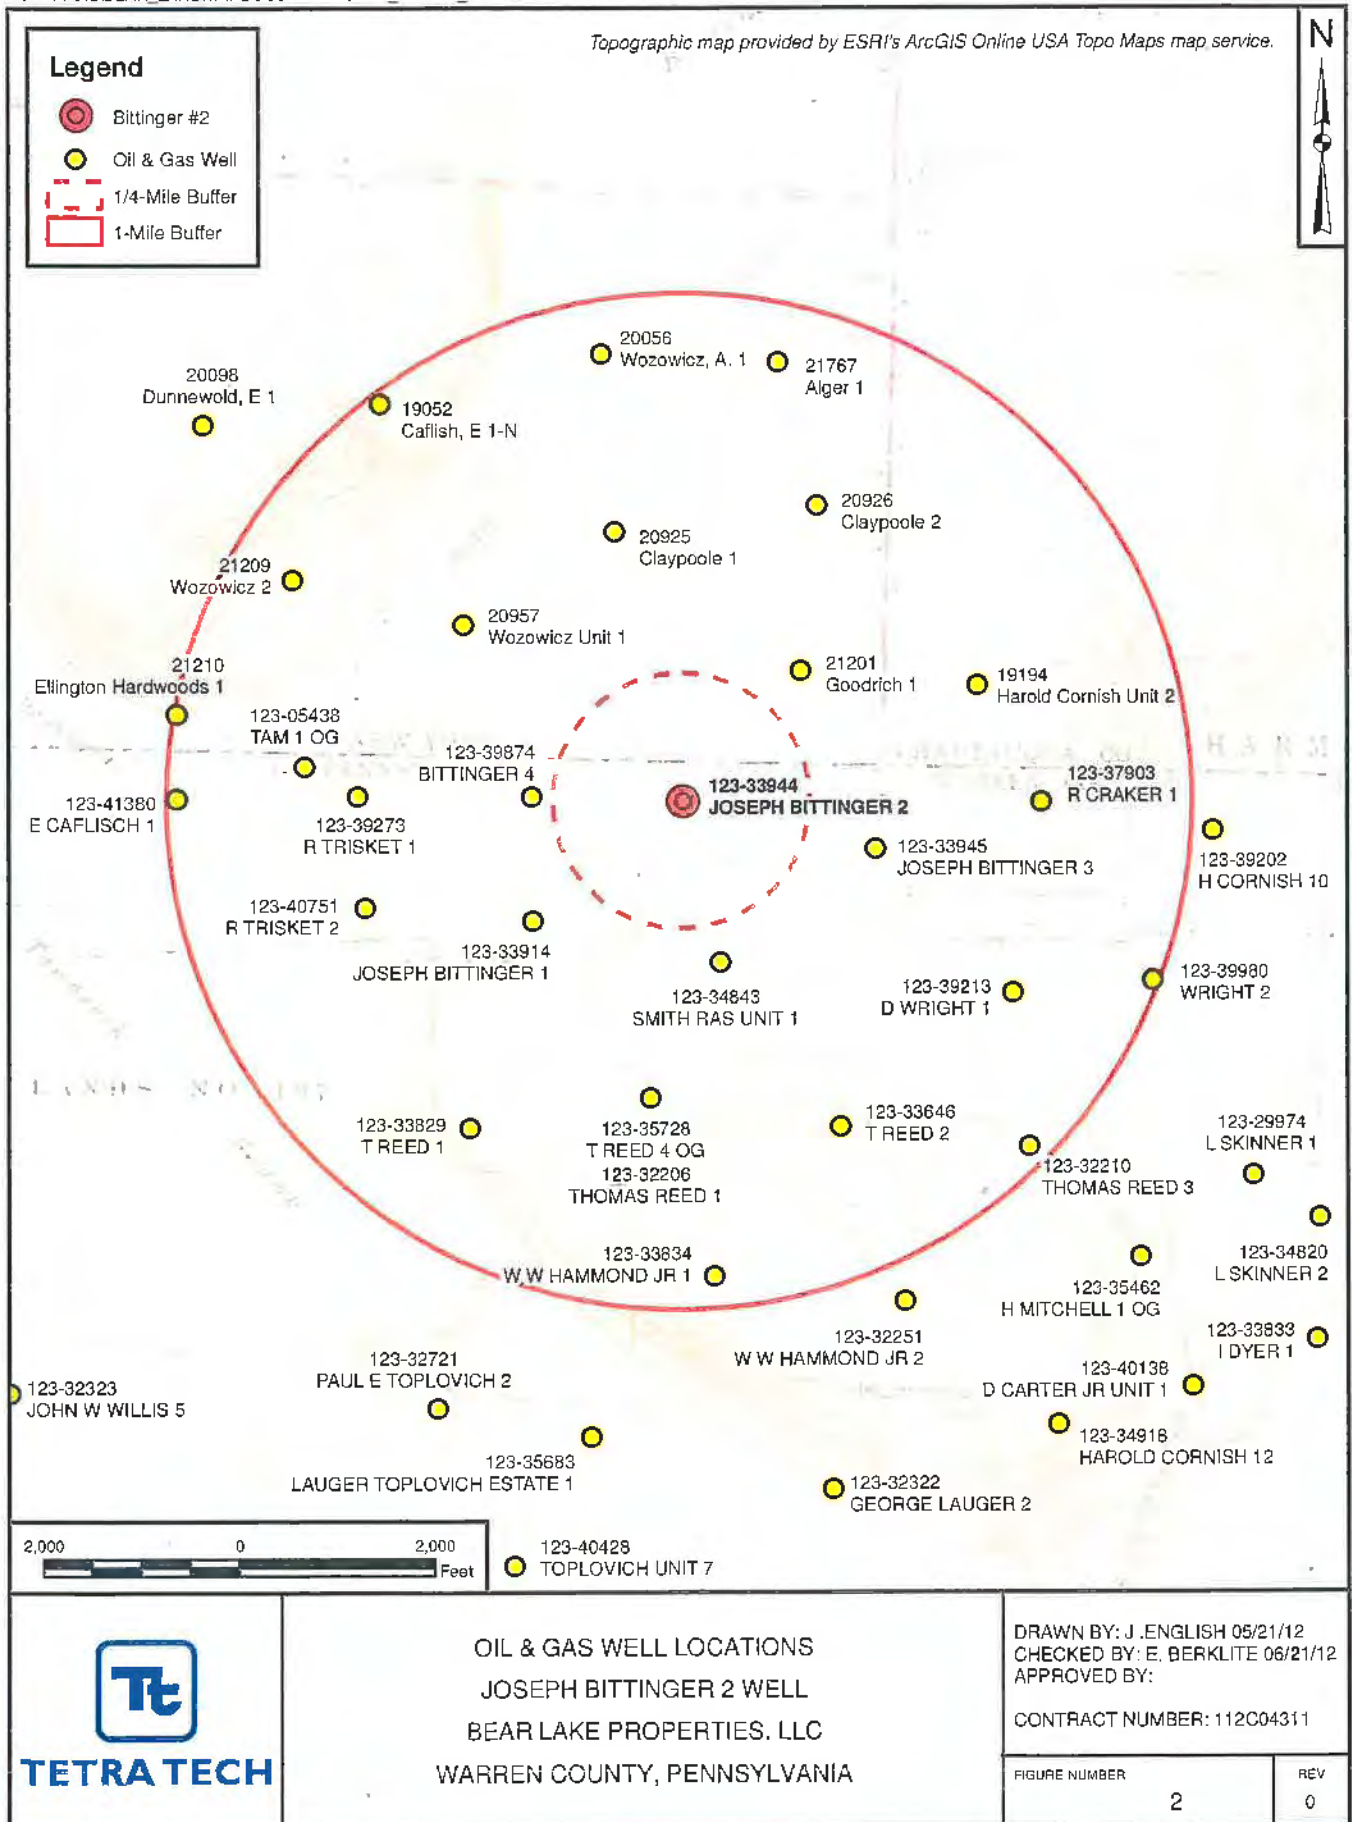 Topographic map provided by ESRI's ArcGIS Online USA Topo Maps map service.
N
Legend
Bittinger #2
Oil & Gas Well
1/4-Mile Buffer
1-Mile Buffer
20056
Wozowicz, A. 1
21767
Alger 1
20098
Dunnewold, E 1
19052
Caflish, E 1-N
20926
Claypoole 2
20925
Claypoole 1
21209
Wozowicz 2
20957
Wozowicz Unit 1
21210
Ellington Hardwoods 1
21201
Goodrich 1
19194
Harold Cornish Unit 2
123-05438
TAM 1 OG
123-39874
BITTINGER 4
123-33944
JOSEPH BITTINGER 2
123-37903
R CRAKER 1
123-41380
E CAFLISCH 1
123-39273
R TRISKET 1
123-33945
JOSEPH BITTINGER 3
123-39202
H CORNISH 10
123-40751
R TRISKET 2
123-33914
JOSEPH BITTINGER 1
123-34843
SMITH RAS UNIT 1
123-39213
D WRIGHT 1
123-39980
WRIGHT 2
123-33829
T REED 1
123-35728
T REED 4 OG
123-32206
THOMAS REED 1
123-33646
T REED 2
123-32210
THOMAS REED 3
123-29974
L SKINNER 1
123-34820
L SKINNER 2
123-33834
W W HAMMOND JR 1
123-35462
H MITCHELL 1 OG
123-32251
W W HAMMOND JR 2
123-33833
I DYER 1
123-32721
PAUL E TOPLOVICH 2
123-40138
D CARTER JR UNIT 1
123-32323
JOHN W WILLIS 5
123-34918
HAROLD CORNISH 12
123-35683
LAUGER TOPLOVICH ESTATE 1
123-32322
GEORGE LAUGER 2
2,000 0 2,000
Feet
123-40428
TOPLOVICH UNIT 7
Tt
TETRA TECH
OIL & GAS WELL LOCATIONS
JOSEPH BITTINGER 2 WELL
BEAR LAKE PROPERTIES, LLC
WARREN COUNTY, PENNSYLVANIA
DRAWN BY: J .ENGLISH 05/21/12
CHECKED BY: E. BERKLITE 06/21/12
APPROVED BY:
CONTRACT NUMBER: 112C04311
FIGURE NUMBER
2
REV
0